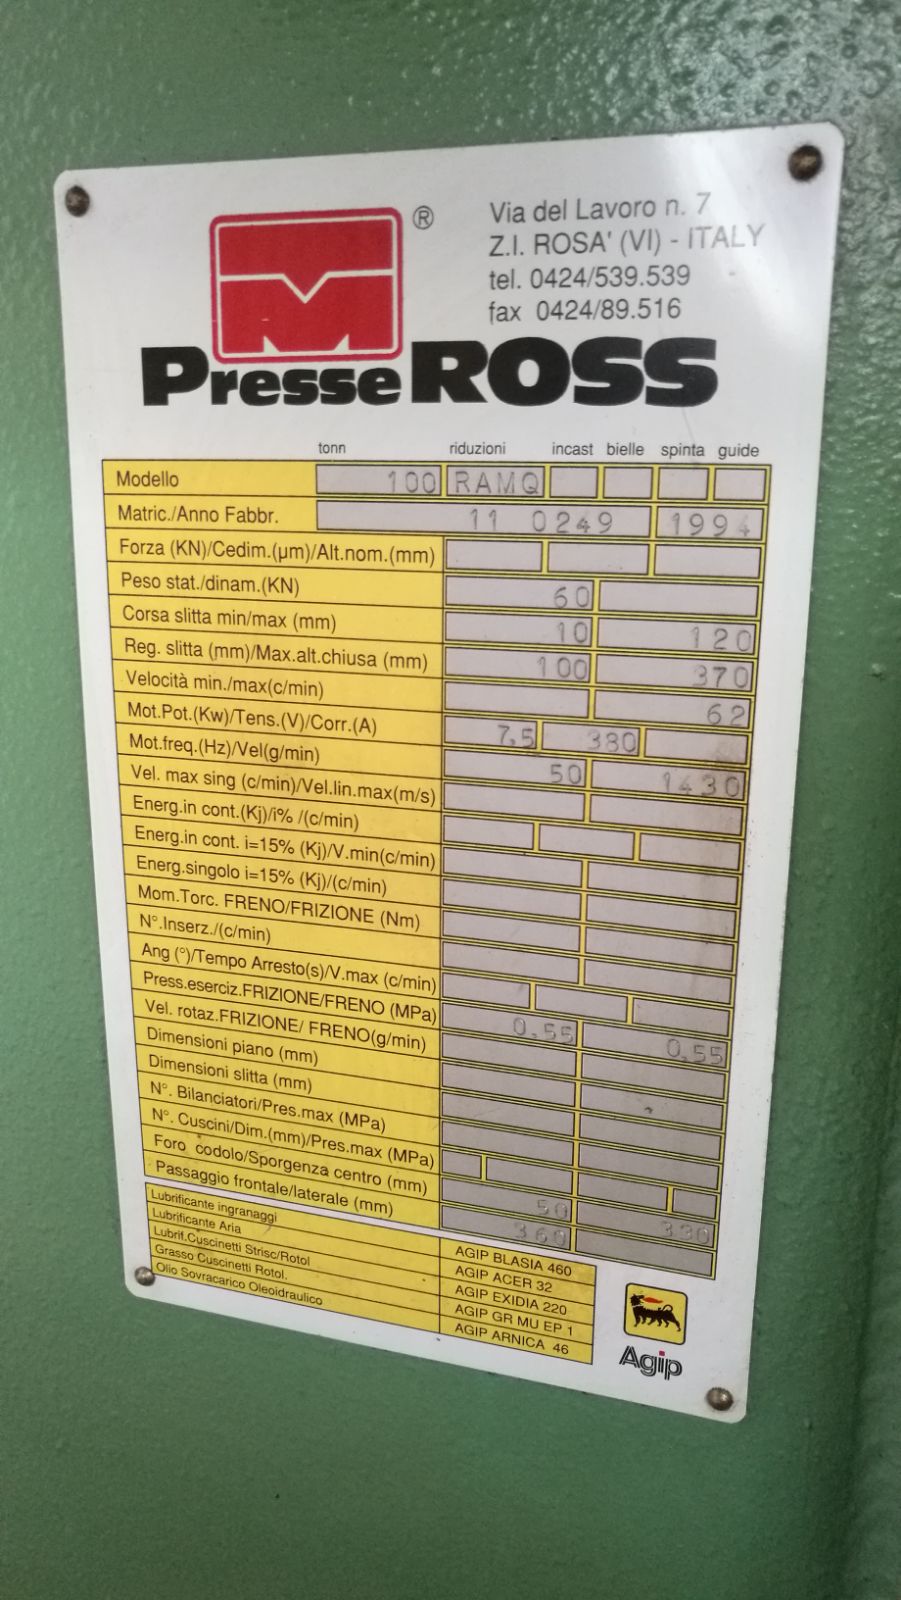 ®
Via del Lavoro n. 7
Z.I. ROSA' (VI) - ITALY
tel. 0424/539.539
fax 0424/89.516
Presse ROSS
tonn riduzioni incast bielle spinta guide
Modello 100 RAMQ
Matric./Anno Fabbr. 11 0249 1994
Forza (KN)/Cedim.(µm)/Alt.nom.(mm)
Peso stat./dinam.(KN) 60
Corsa slitta min/max (mm) 10 120
Reg. slitta (mm)/Max.alt.chiusa (mm) 100 370
Velocità min./max(c/min) 62
Mot.Pot.(Kw)/Tens.(V)/Corr.(A) 7,5 380
Mot.freq.(Hz)/Vel(g/min) 50 1430
Vel. max sing (c/min)/Vel.lin.max(m/s)
Energ.in cont.(Kj)/i% /(c/min)
Energ.in cont. i=15% (Kj)/V.min(c/min)
Energ.singolo i=15% (Kj)/(c/min)
Mom.Torc. FRENO/FRIZIONE (Nm)
N°.Inserz./(c/min)
Ang (°)/Tempo Arresto(s)/V.max (c/min)
Press.eserciz.FRIZIONE/FRENO (MPa) 0,55 0,55
Vel. rotaz.FRIZIONE/ FRENO(g/min)
Dimensioni piano (mm)
Dimensioni slitta (mm)
N°. Bilanciatori/Pres.max (MPa)
N°. Cuscini/Dim.(mm)/Pres.max (MPa)
Foro codolo/Sporgenza centro (mm) 50 330
Passaggio frontale/laterale (mm) 360
Lubrificante ingranaggi AGIP BLASIA 460
Lubrificante Aria AGIP ACER 32
Lubrif.Cuscinetti Strisc/Rotol AGIP EXIDIA 220
Grasso Cuscinetti Rotol. AGIP GR MU EP 1
Olio Sovracarico Oleoidraulico AGIP ARNICA 46
Agip